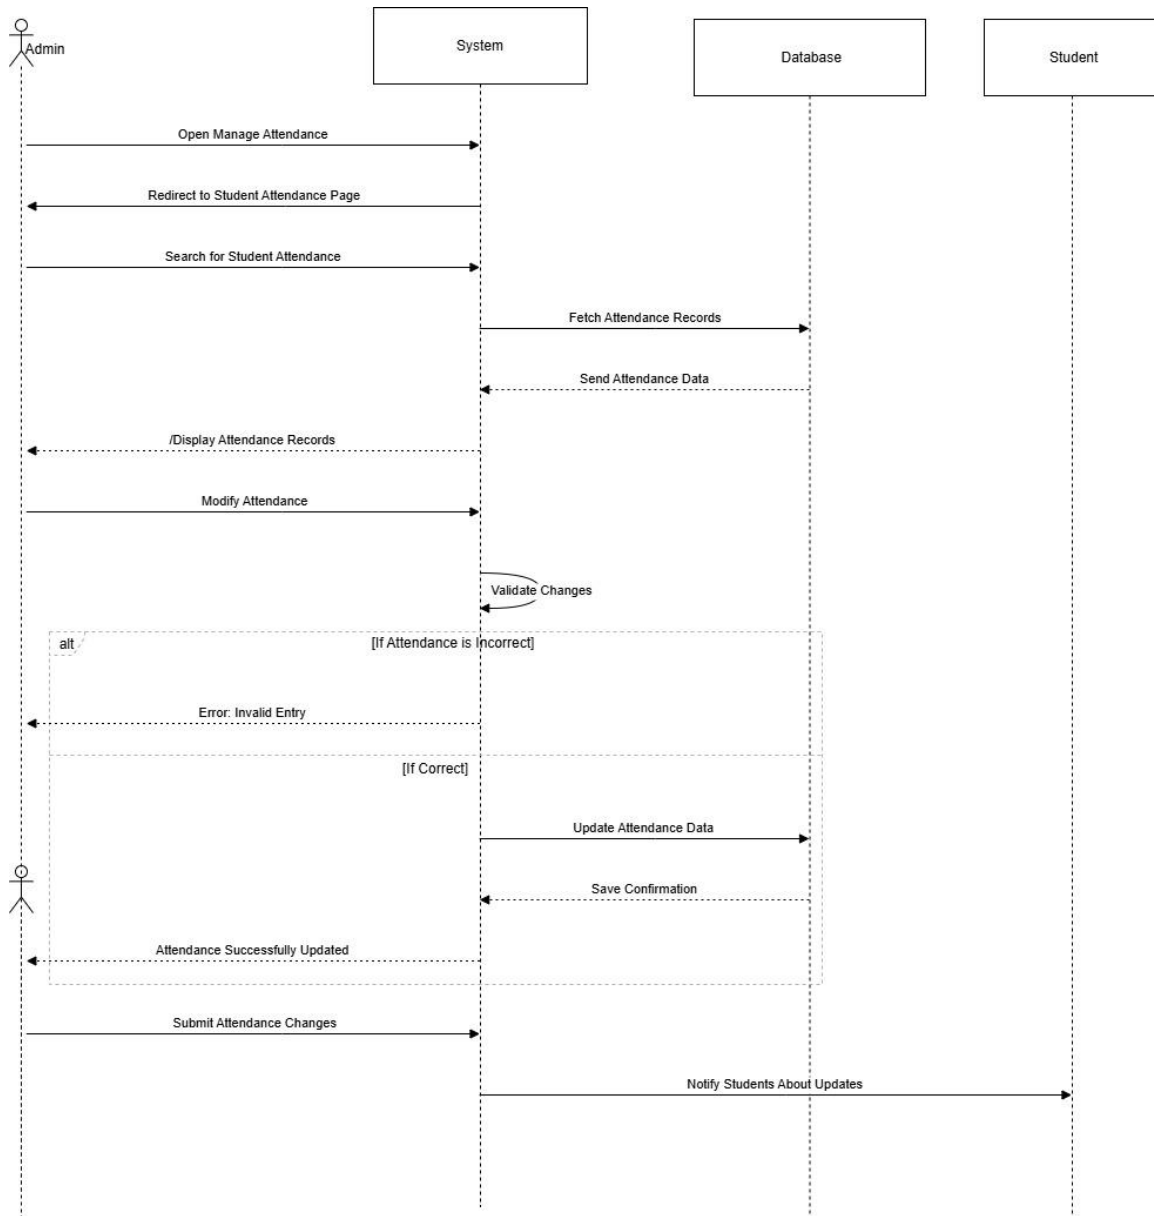 Admin
System
Database
Student
Open Manage Attendance
Redirect to Student Attendance Page
Search for Student Attendance
Fetch Attendance Records
Send Attendance Data
/Display Attendance Records
Modify Attendance
Validate Changes
alt
[If Attendance is Incorrect]
Error: Invalid Entry
[If Correct]
Update Attendance Data
Save Confirmation
Attendance Successfully Updated
Submit Attendance Changes
Notify Students About Updates